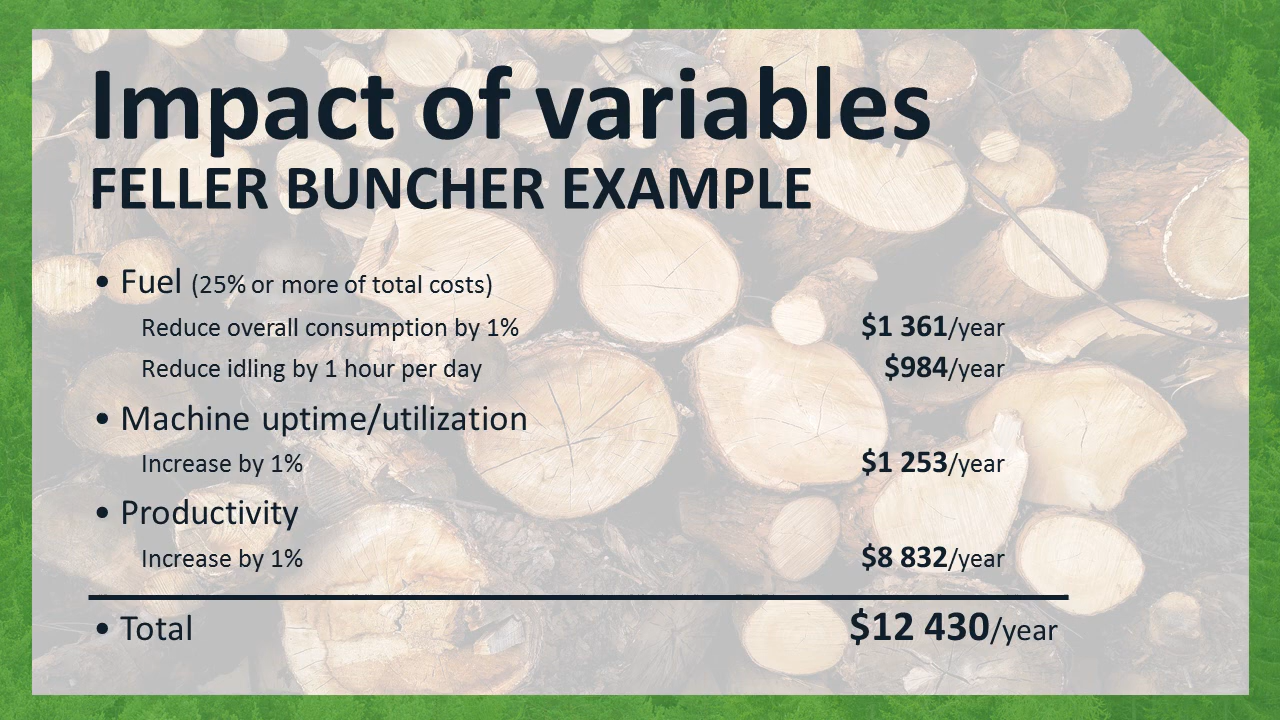 Impact of variables
FELLER BUNCHER EXAMPLE
• Fuel (25% or more of total costs)
Reduce overall consumption by 1% $1 361/year
Reduce idling by 1 hour per day $984/year
• Machine uptime/utilization
Increase by 1% $1 253/year
• Productivity
Increase by 1% $8 832/year
• Total $12 430/year